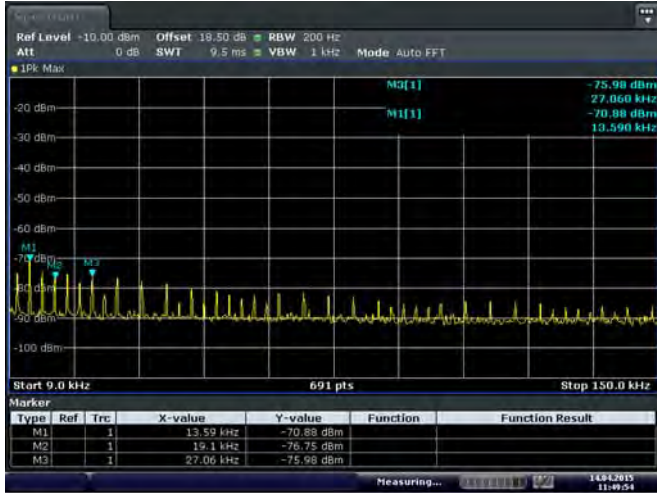 Spectrum
Ref Level -10.00 dBm Offset 18.50 dB RBW 200 Hz
Att 0 dB SWT 9.5 ms VBW 1 kHz Mode Auto FFT
1Pk Max
M3[1] -75.98 dBm
27.060 kHz
M1[1] -70.88 dBm
13.590 kHz
-20 dBm
-30 dBm
-40 dBm
-50 dBm
-60 dBm
M1
-70 dBm
M2 M3
-80 dBm
-90 dBm
-100 dBm
Start 9.0 kHz 691 pts Stop 150.0 kHz
Marker
Type Ref Trc X-value Y-value Function Function Result
M1 1 13.59 kHz -70.88 dBm
M2 1 19.1 kHz -76.75 dBm
M3 1 27.06 kHz -75.98 dBm
Measuring... 14.04.2015
11:49:54